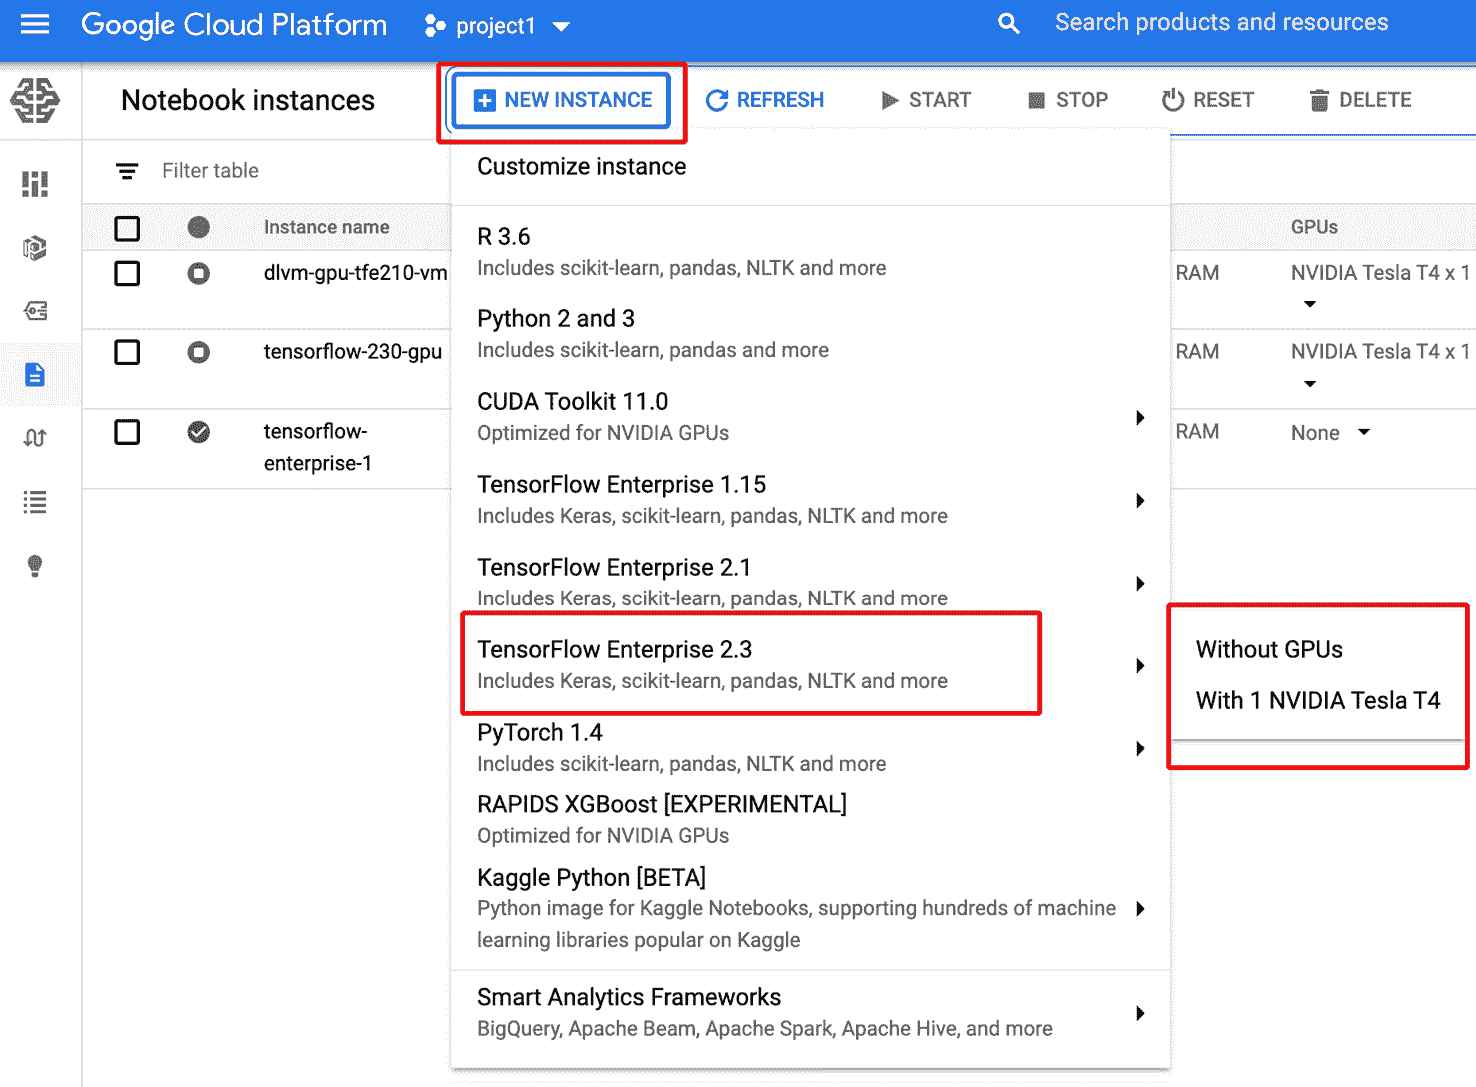 Google Cloud Platform
project1
Search products and resources
Notebook instances
NEW INSTANCE
REFRESH
START
STOP
RESET
DELETE
Filter table
Customize instance
Instance name
GPUs
R 3.6
Includes scikit-learn, pandas, NLTK and more
dlvm-gpu-tfe210-vm
RAM
NVIDIA Tesla T4 x 1
Python 2 and 3
Includes scikit-learn, pandas and more
tensorflow-230-gpu
RAM
NVIDIA Tesla T4 x 1
CUDA Toolkit 11.0
Optimized for NVIDIA GPUs
tensorflow-
enterprise-1
RAM
None
TensorFlow Enterprise 1.15
Includes Keras, scikit-learn, pandas, NLTK and more
TensorFlow Enterprise 2.1
Includes Keras, scikit-learn, pandas, NLTK and more
TensorFlow Enterprise 2.3
Includes Keras, scikit-learn, pandas, NLTK and more
Without GPUs
With 1 NVIDIA Tesla T4
PyTorch 1.4
Includes scikit-learn, pandas, NLTK and more
RAPIDS XGBoost [EXPERIMENTAL]
Optimized for NVIDIA GPUs
Kaggle Python [BETA]
Python image for Kaggle Notebooks, supporting hundreds of machine
learning libraries popular on Kaggle
Smart Analytics Frameworks
BigQuery, Apache Beam, Apache Spark, Apache Hive, and more